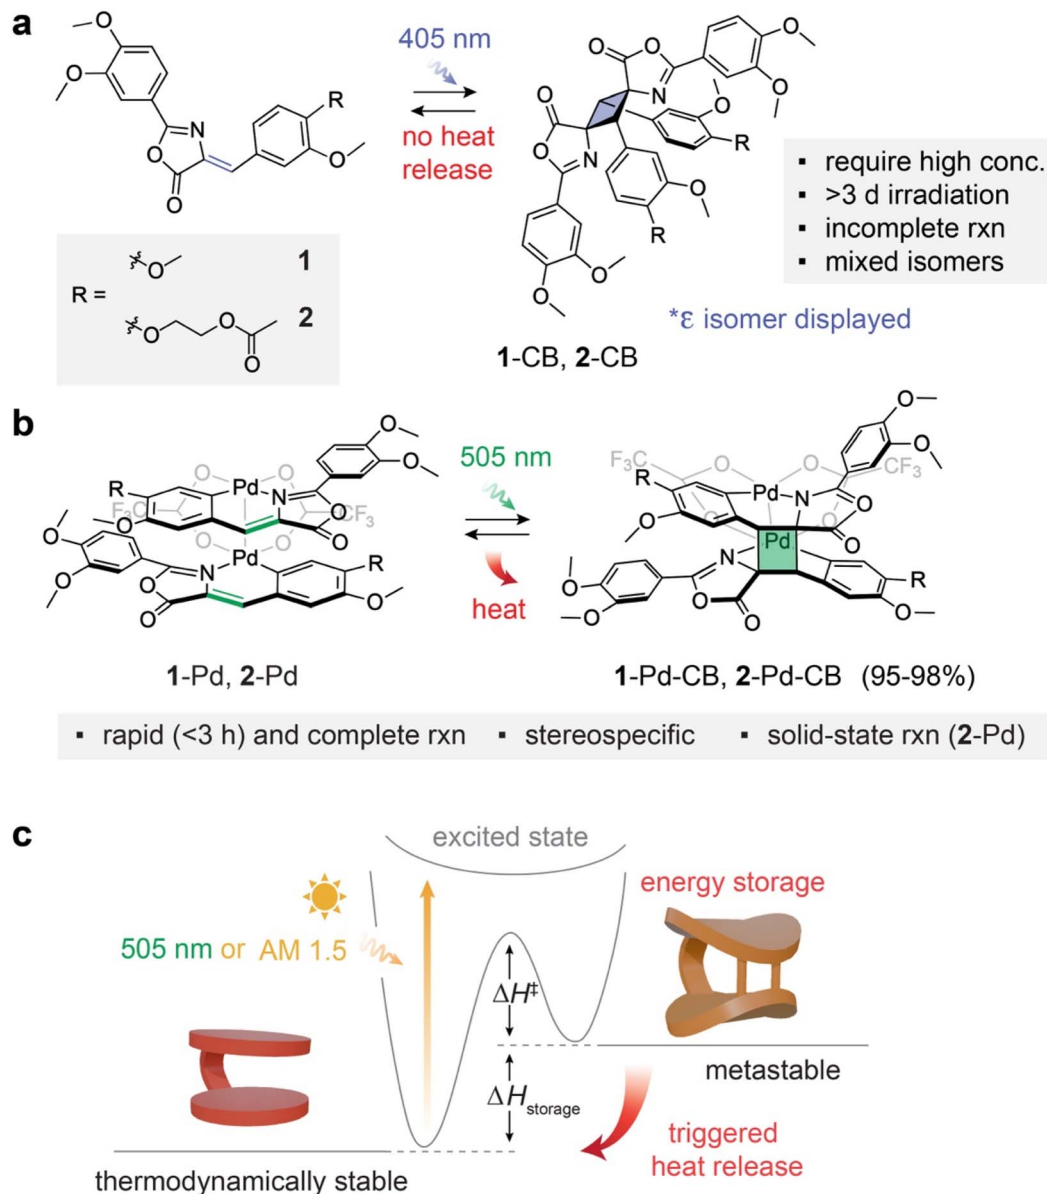 a
405 nm
no heat
release
O
O
N
O
O
R
O
O
O
O
N
O
O
O
O
N
O
R
O
R
O
O
▪ require high conc.
▪ >3 d irradiation
▪ incomplete rxn
▪ mixed isomers
R =
O
1
O
O
O
2
*ε isomer displayed
1-CB, 2-CB
b
505 nm
heat
O
O
O
O
R
Pd
N
O
F₃C
CF₃
O
O
O
O
O
Pd
O
N
R
O
O
O
O
F₃C
O
O
CF₃
R
Pd
N
O
O
O
O
Pd
N
R
O
O
O
O
O
1-Pd, 2-Pd
1-Pd-CB, 2-Pd-CB (95-98%)
▪ rapid (<3 h) and complete rxn ▪ stereospecific ▪ solid-state rxn (2-Pd)
c
excited state
energy storage
505 nm or AM 1.5
ΔH‡
metastable
ΔHstorage
triggered
heat release
thermodynamically stable